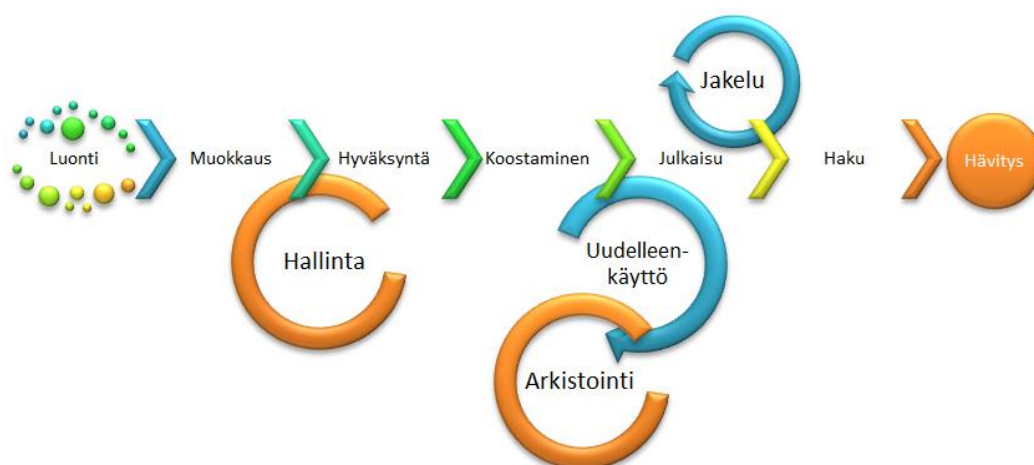 Jakelu
Luonti
Muokkaus
Hyväksyntä
Koostaminen
Julkaisu
Haku
Hävitys
Hallinta
Uudelleen-
käyttö
Arkistointi